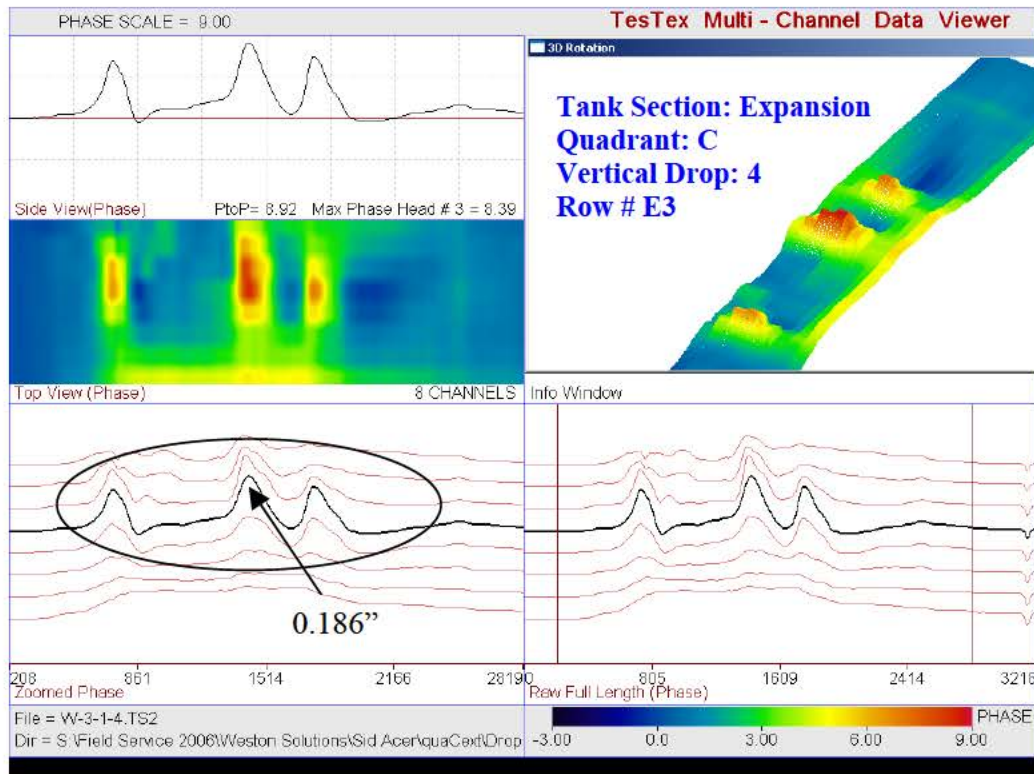 PHASE SCALE = 9.00
TesTex Multi - Channel Data Viewer
3D Rotation
Tank Section: Expansion
Quadrant: C
Vertical Drop: 4
Row # E3
Side View(Phase) PtoP= 8.92 Max Phase Head # 3 = 8.39
Top View (Phase) 8 CHANNELS
Info Window
0.186”
208 861 1514 2166 2819
0 805 1609 2414 3218
Zoomed Phase
Raw Full Length (Phase)
File = W-3-1-4.TS2
Dir = S:\Field Service 2006\Weston Solutions\Sid Acer\quaCext\Drop
PHASE
-3.00 0.0 3.00 6.00 9.00